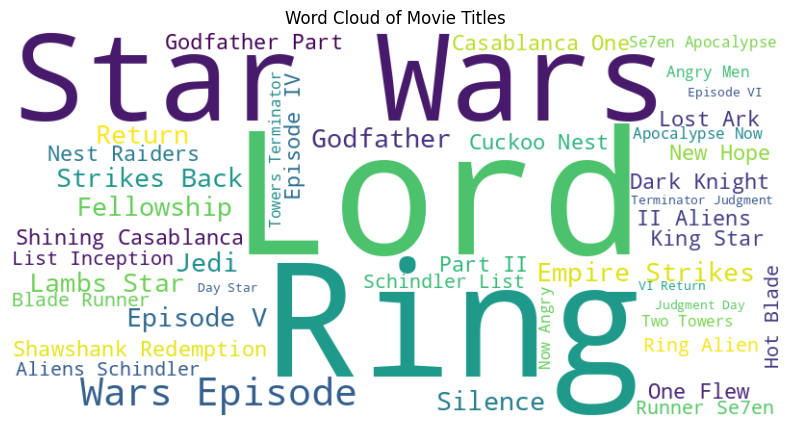 Word Cloud of Movie Titles
Star Wars
Godfather Part
Casablanca One
Se7en Apocalypse
Angry Men
Episode VI
Lost Ark
Apocalypse Now
New Hope
Return
Nest Raiders
Strikes Back
Fellowship
Towers Terminator
Episode IV
Godfather
Cuckoo Nest
Lord
Dark Knight
Terminator Judgment
II Aliens
King Star
Shining Casablanca
List Inception
Jedi
Lambs Star
Day Star
Blade Runner
Episode V
Ring
Part II
Schindler List
Empire Strikes
VI Return
Judgment Day
Two Towers
Hot Blade
Now Angry
Ring Alien
Shawshank Redemption
Aliens Schindler
Wars Episode
Silence
One Flew
Runner Se7en